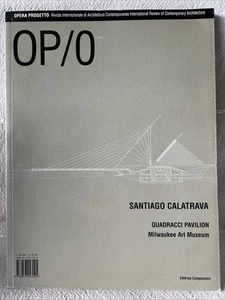 OPERA PROGETTO Rivista Internazionale di Architettura Contemporanea International Review of Contemporary Architecture
OP/0
SANTIAGO CALATRAVA
QUADRACCI PAVILION
Milwaukee Art Museum
Editrice Compositori